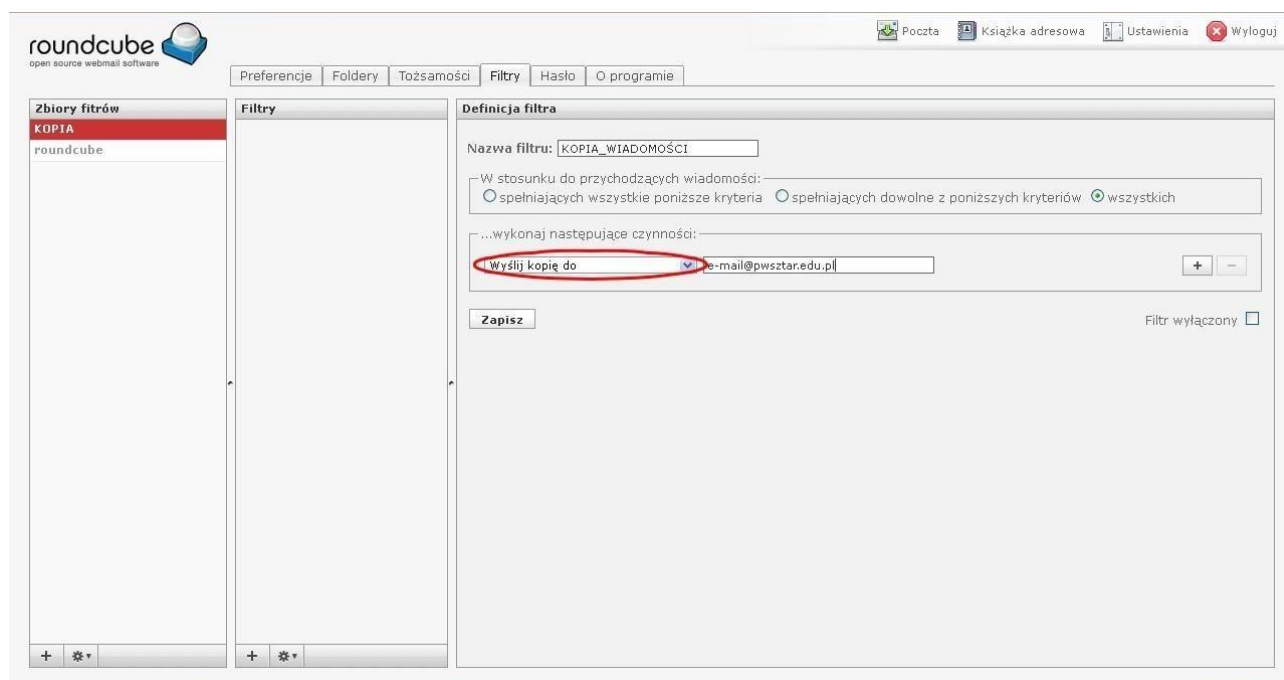 roundcube
open source webmail software
Poczta Książka adresowa Ustawienia Wyloguj
Preferencje Foldery Tożsamości Filtry Hasło O programie
Zbiory fitrów
KOPIA
roundcube
Filtry
Definicja filtra
Nazwa filtru: KOPIA_WIADOMOŚCI
W stosunku do przychodzących wiadomości:
spełniających wszystkie poniższe kryteria spełniających dowolne z poniższych kryteriów wszystkich
...wykonaj następujące czynności:
Wyślij kopię do e-mail@pwsztar.edu.pl + -
Zapisz Filtr wyłączony
+ +